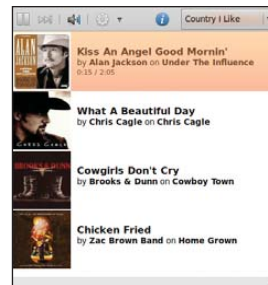 Country I Like
ALAN JACKSON
Kiss An Angel Good Mornin'
by Alan Jackson on Under The Influence
0:15 / 2:05
What A Beautiful Day
by Chris Cagle on Chris Cagle
CHRIS CAGLE
BROOKS & DUNN
Cowgirls Don't Cry
by Brooks & Dunn on Cowboy Town
Chicken Fried
by Zac Brown Band on Home Grown